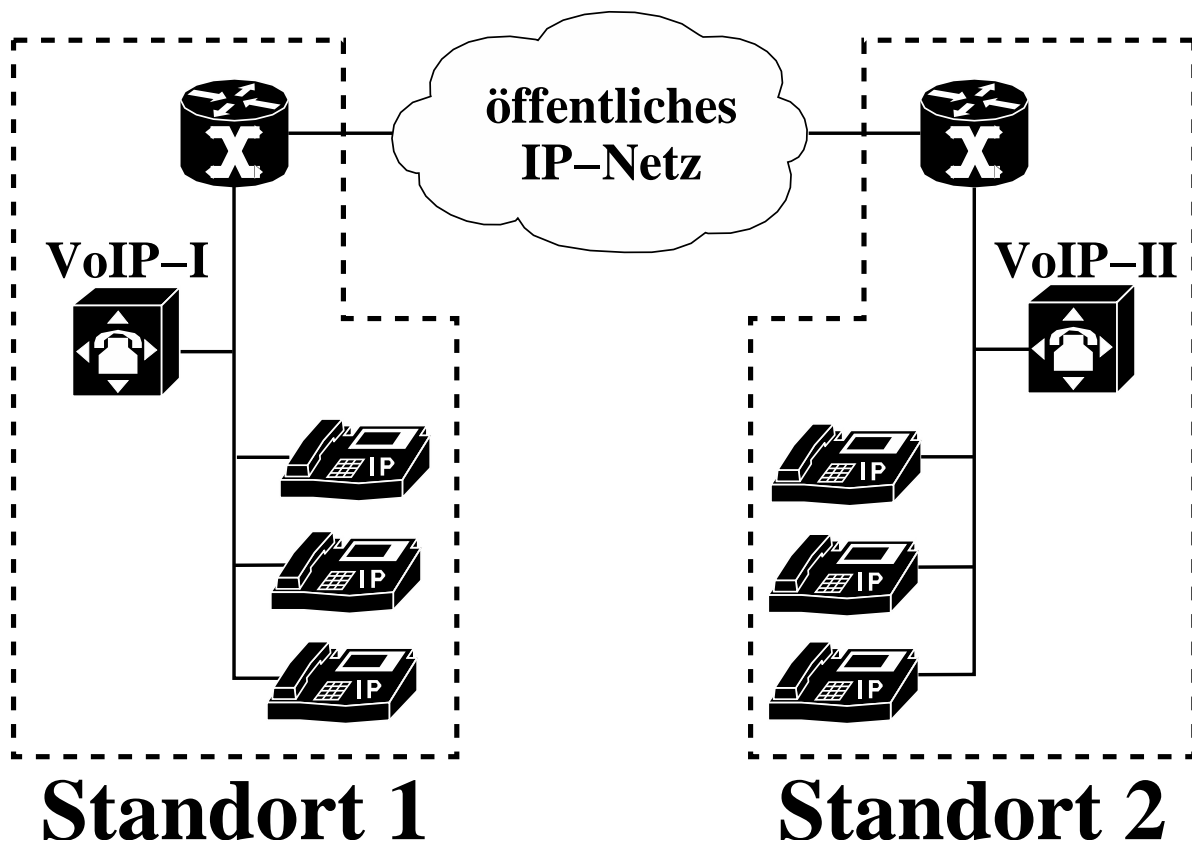 öffentliches
IP–Netz
VoIP–I
VoIP–II
IP
IP
IP
IP
IP
IP
Standort 1
Standort 2